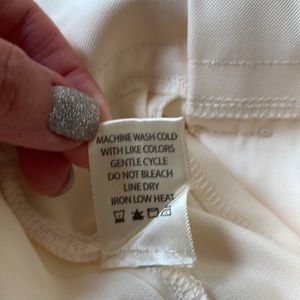 MACHINE WASH COLD
WITH LIKE COLORS
GENTLE CYCLE
DO NOT BLEACH
LINE DRY
IRON LOW HEAT